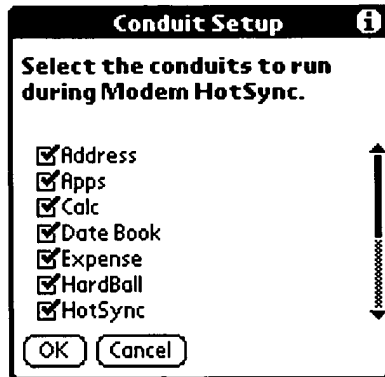 Conduit Setup i
Select the conduits to run
during Modem HotSync.
Address
Apps
Calc
Date Book
Expense
HardBall
HotSync
OK Cancel